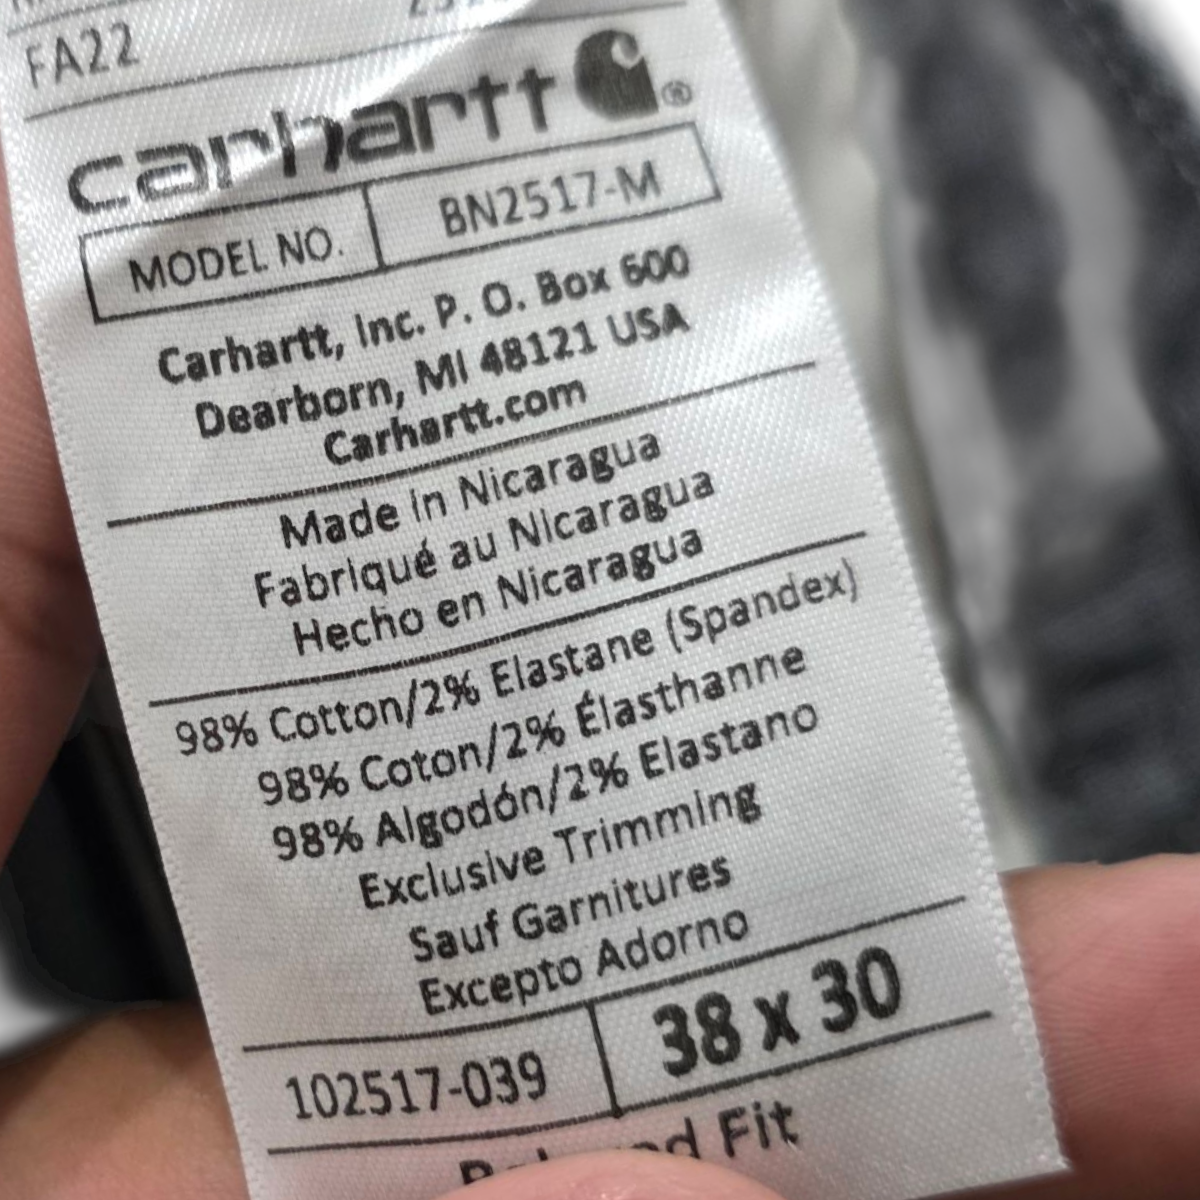 FA22
carhartt ®
MODEL NO. BN2517-M
Carhartt, Inc. P. O. Box 600
Dearborn, MI 48121 USA
Carhartt.com
Made in Nicaragua
Fabriqué au Nicaragua
Hecho en Nicaragua
98% Cotton/2% Elastane (Spandex)
98% Coton/2% Élasthanne
98% Algodón/2% Elastano
Exclusive Trimming
Sauf Garnitures
Excepto Adorno
102517-039 38 x 30
Fit